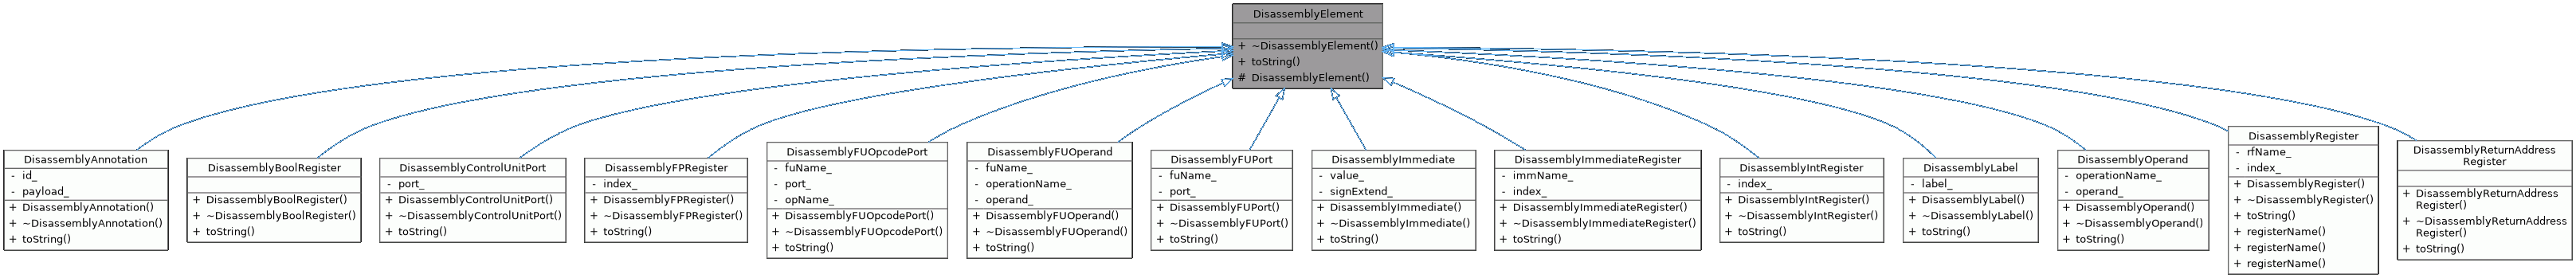 DisassemblyElement
+ ~DisassemblyElement()
+ toString()
# DisassemblyElement()
DisassemblyAnnotation
- id_
- payload_
+ DisassemblyAnnotation()
+ ~DisassemblyAnnotation()
+ toString()
DisassemblyBoolRegister
+ DisassemblyBoolRegister()
+ ~DisassemblyBoolRegister()
+ toString()
DisassemblyControlUnitPort
- port_
+ DisassemblyControlUnitPort()
+ ~DisassemblyControlUnitPort()
+ toString()
DisassemblyFPRegister
- index_
+ DisassemblyFPRegister()
+ ~DisassemblyFPRegister()
+ toString()
DisassemblyFUOpcodePort
- fuName_
- port_
- opName_
+ DisassemblyFUOpcodePort()
+ ~DisassemblyFUOpcodePort()
+ toString()
DisassemblyFUOperand
- fuName_
- operationName_
- operand_
+ DisassemblyFUOperand()
+ ~DisassemblyFUOperand()
+ toString()
DisassemblyFUPort
- fuName_
- port_
+ DisassemblyFUPort()
+ ~DisassemblyFUPort()
+ toString()
DisassemblyImmediate
- value_
- signExtend_
+ DisassemblyImmediate()
+ ~DisassemblyImmediate()
+ toString()
DisassemblyImmediateRegister
- immName_
- index_
+ DisassemblyImmediateRegister()
+ ~DisassemblyImmediateRegister()
+ toString()
DisassemblyIntRegister
- index_
+ DisassemblyIntRegister()
+ ~DisassemblyIntRegister()
+ toString()
DisassemblyLabel
- label_
+ DisassemblyLabel()
+ ~DisassemblyLabel()
+ toString()
DisassemblyOperand
- operationName_
- operand_
+ DisassemblyOperand()
+ ~DisassemblyOperand()
+ toString()
DisassemblyRegister
- rfName_
- index_
+ DisassemblyRegister()
+ ~DisassemblyRegister()
+ toString()
+ registerName()
+ registerName()
+ registerName()
DisassemblyReturnAddress
Register
+ DisassemblyReturnAddress
Register()
+ ~DisassemblyReturnAddress
Register()
+ toString()